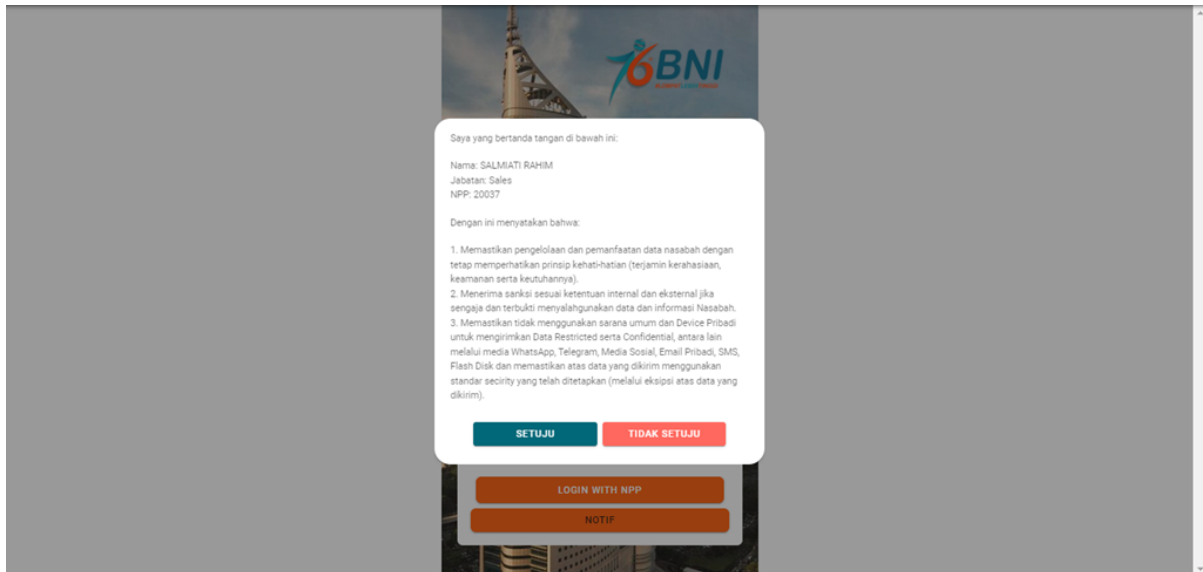 76 BNI
Saya yang bertanda tangan di bawah ini:
Nama: SALMIATI RAHIM
Jabatan: Sales
NPP: 20037
Dengan ini menyatakan bahwa:
1. Memastikan pengelolaan dan pemanfaatan data nasabah dengan
tetap memperhatikan prinsip kehati-hatian (terjamin kerahasiaan,
keamanan serta keutuhannya).
2. Menerima sanksi sesuai ketentuan internal dan eksternal jika
sengaja dan terbukti menyalahgunakan data dan informasi Nasabah.
3. Memastikan tidak menggunakan sarana umum dan Device Pribadi
untuk mengirimkan Data Restricted serta Confidential, antara lain
melalui media WhatsApp, Telegram, Media Sosial, Email Pribadi, SMS,
Flash Disk dan memastikan atas data yang dikirim menggunakan
standar secirity yang telah ditetapkan (melalui eksipsi atas data yang
dikirim).
SETUJU TIDAK SETUJU
LOGIN WITH NPP
NOTIF